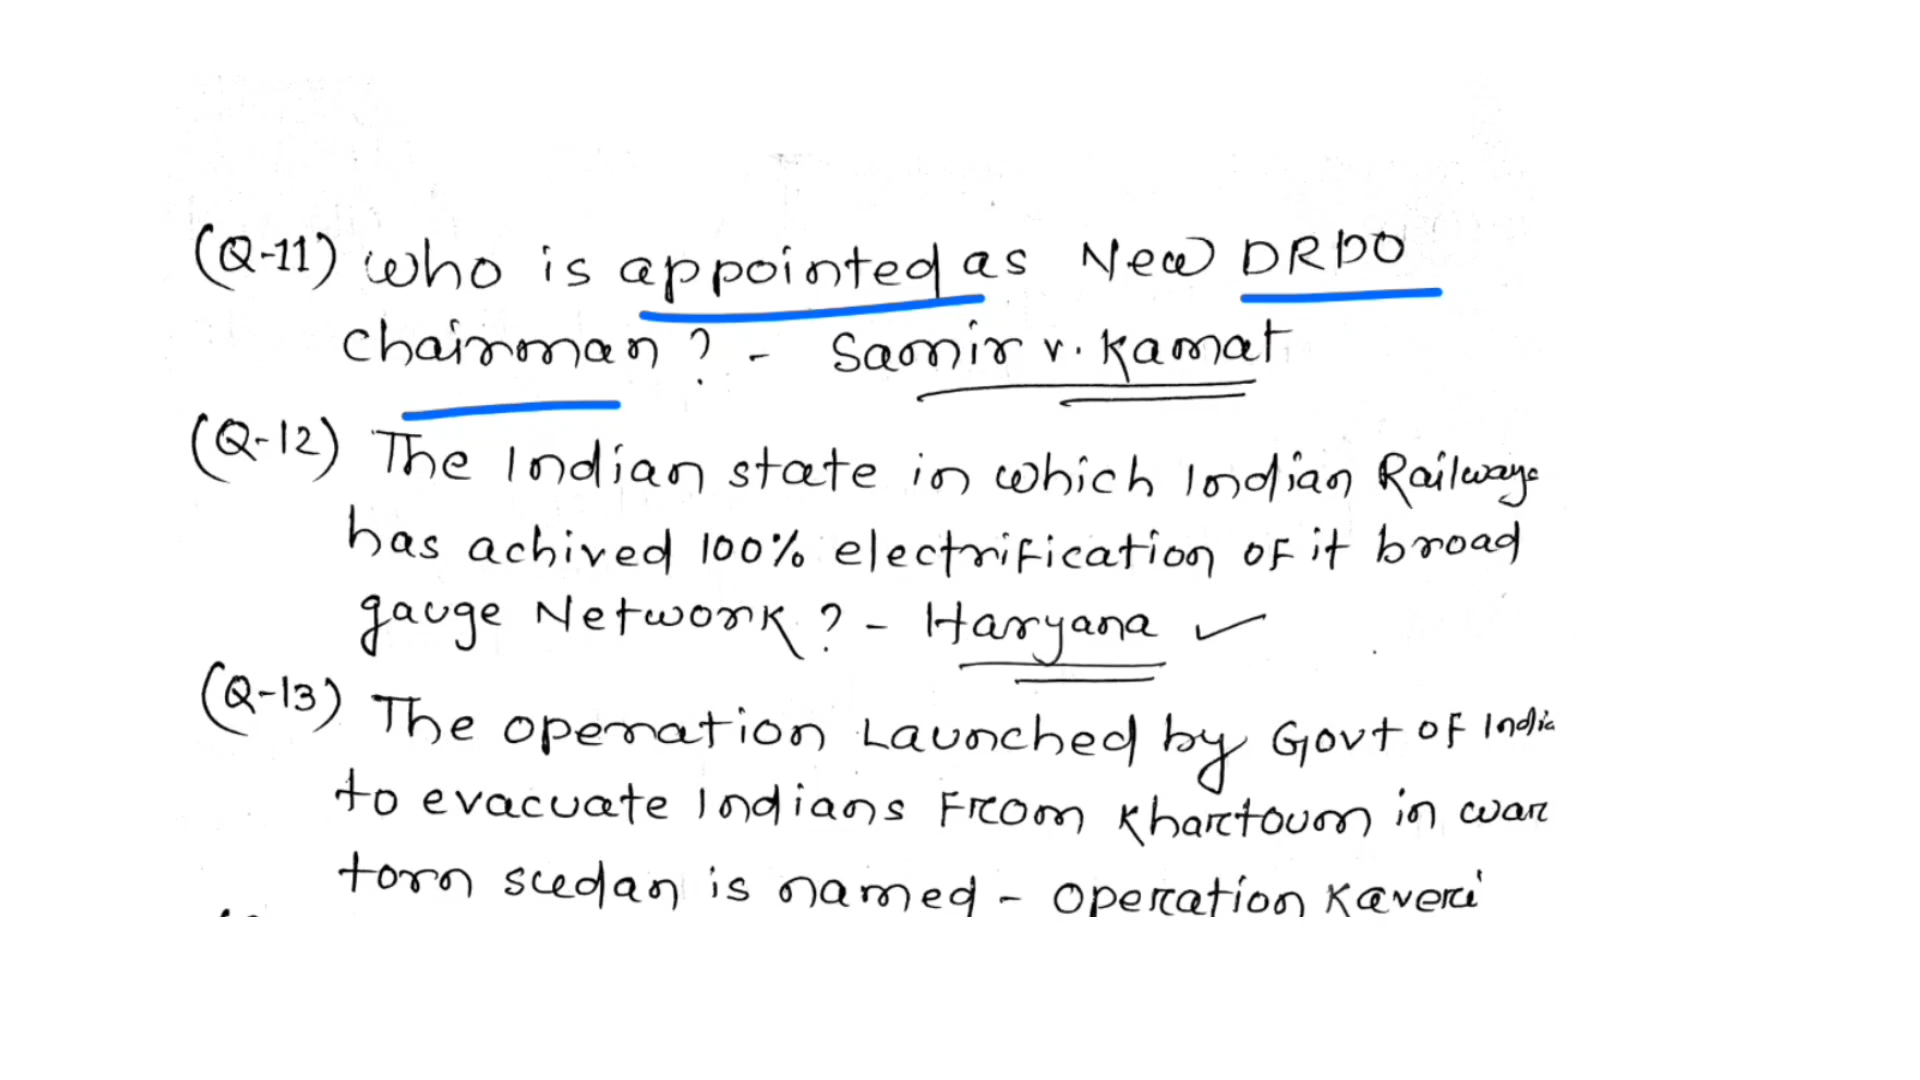 (Q-11) who is appointed as New DRDO
chairman ? - Samir v. Kamat
(Q-12) The Indian state in which Indian Railways
has achived 100% electrification of it broad
gauge Network ? - Haryana
(Q-13) The operation Launched by Govt of India
to evacuate Indians From Khartoum in war
torn sudan is named - operation Kaveri